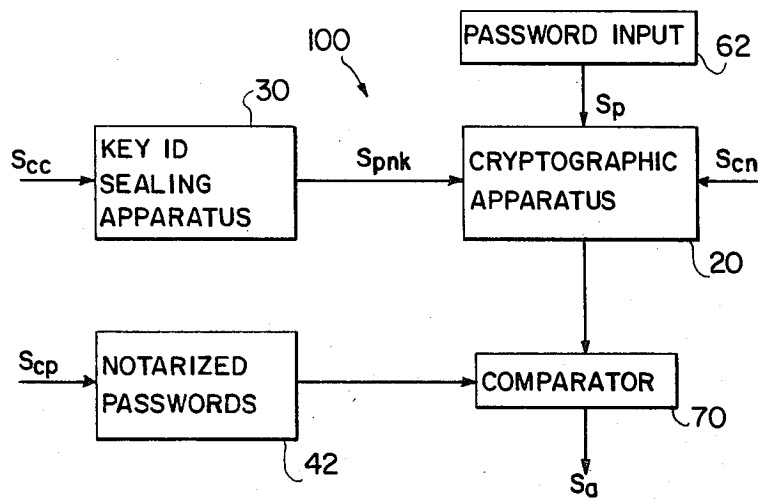 PASSWORD INPUT
62
100
30
Sp
Scc
KEY ID
SEALING
APPARATUS
Spnk
CRYPTOGRAPHIC
APPARATUS
Scn
20
Scp
NOTARIZED
PASSWORDS
COMPARATOR
70
42
Sa